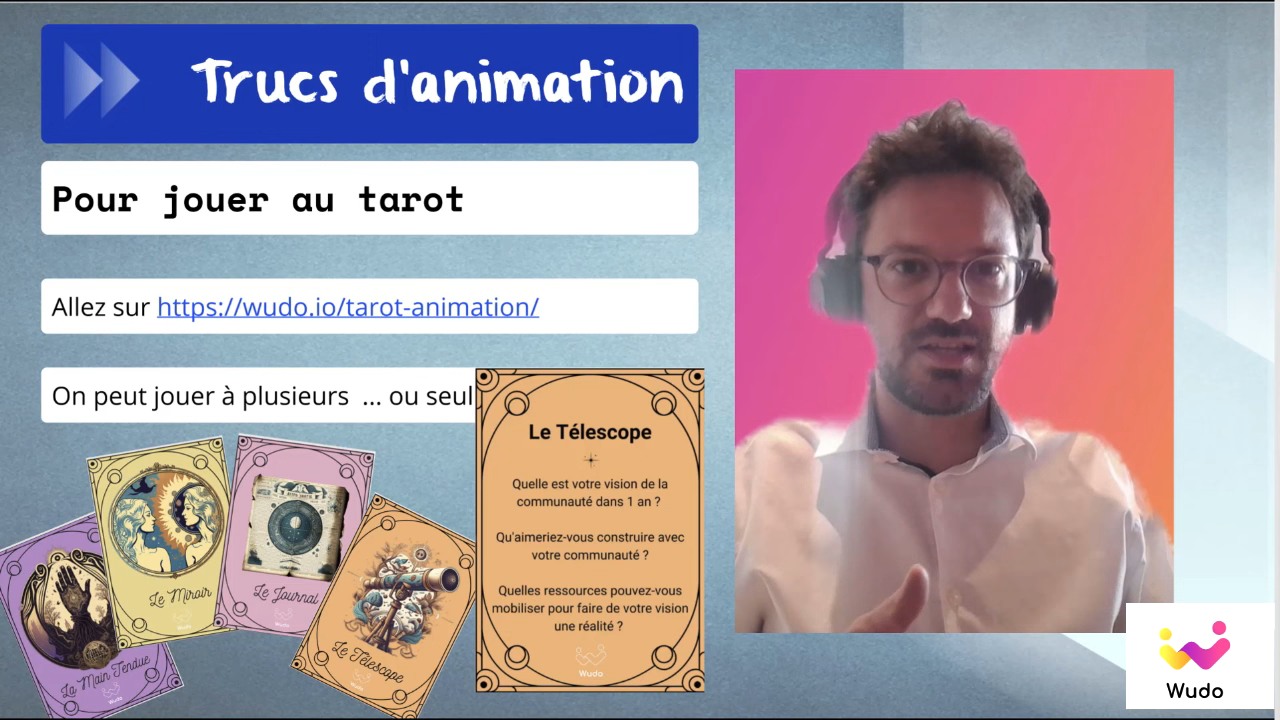 Trucs d'animation
Pour jouer au tarot
Allez sur https://wudo.io/tarot-animation/
On peut jouer à plusieurs ... ou seul
Le Télescope
Quelle est votre vision de la
communauté dans 1 an ?
Qu'aimeriez-vous construire avec
votre communauté ?
Quelles ressources pouvez-vous
mobiliser pour faire de votre vision
une réalité ?
Wudo
La Main Tendue
Le Miroir
Wudo
Le Journal
Wudo
Le Télescope
Wudo